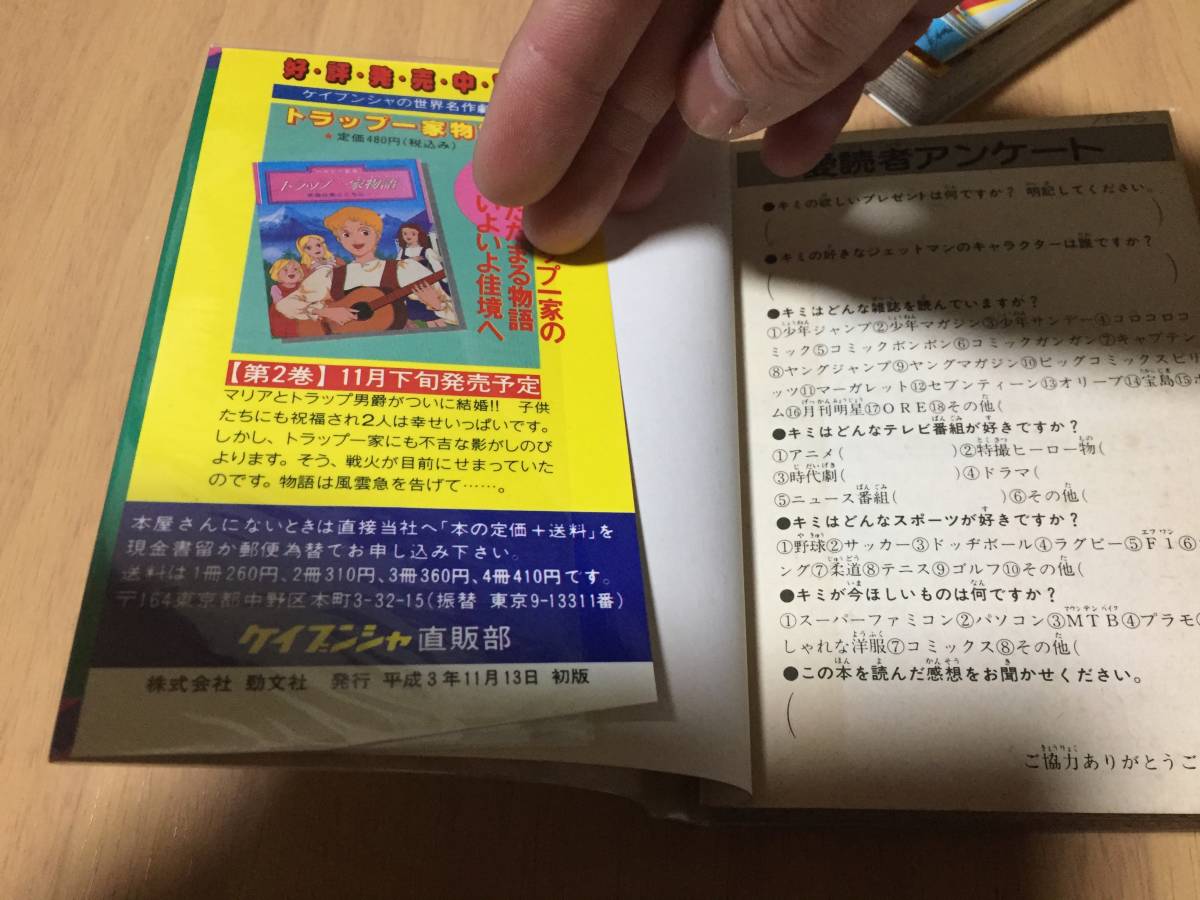 好・評・発・売・中
ケイブンシャの世界名作
トラップ一家物
★定価480円(税込み)
トラップ一家物語
プ一家の
たかまる物語
いよいよ佳境へ
【第2巻】11月下旬発売予定
マリアとトラップ男爵がついに結婚!! 子供
たちにも祝福され2人は幸せいっぱいです。
しかし、トラップ一家にも不吉な影がしのび
よります。そう、戦火が目前にせまっていた
のです。物語は風雲急を告げて……。
本屋さんにないときは直接当社へ「本の定価＋送料」を
現金書留か郵便為替でお申し込み下さい。
送料は1冊260円、2冊310円、3冊360円、4冊410円です。
〒164東京都中野区本町3-32-15(振替 東京9-13311番)
ケイブンシャ直販部
株式会社 勁文社 発行 平成3年11月13日 初版
愛読者アンケート
●キミの欲しいプレゼントは何ですか? 明記してください。
( )
●キミの好きなジェットマンのキャラクターは誰ですか?
( )
●キミはどんな雑誌を読んでいますか?
①少年ジャンプ②少年マガジン③少年サンデー④コロコロコ
ミック⑤コミックボンボン⑥コミックガンガン⑦キャプテン
⑧ヤングジャンプ⑨ヤングマガジン⑩ビッグコミックスピリ
ッツ⑪マーガレット⑫セブンティーン⑬オリーブ⑭宝島⑮ポ
ム⑯月刊明星⑰ORE⑱その他(
●キミはどんなテレビ番組が好きですか?
①アニメ( )②特撮ヒーロー物(
③時代劇( )④ドラマ(
⑤ニュース番組( )⑥その他(
●キミはどんなスポーツが好きですか?
①野球②サッカー③ドッヂボール④ラグビー⑤F1⑥
ング⑦柔道⑧テニス⑨ゴルフ⑩その他(
●キミが今ほしいものは何ですか?
①スーパーファミコン②パソコン③MTB④プラモ
しゃれな洋服⑦コミックス⑧その他(
●この本を読んだ感想をお聞かせください。
(
ご協力ありがとうご